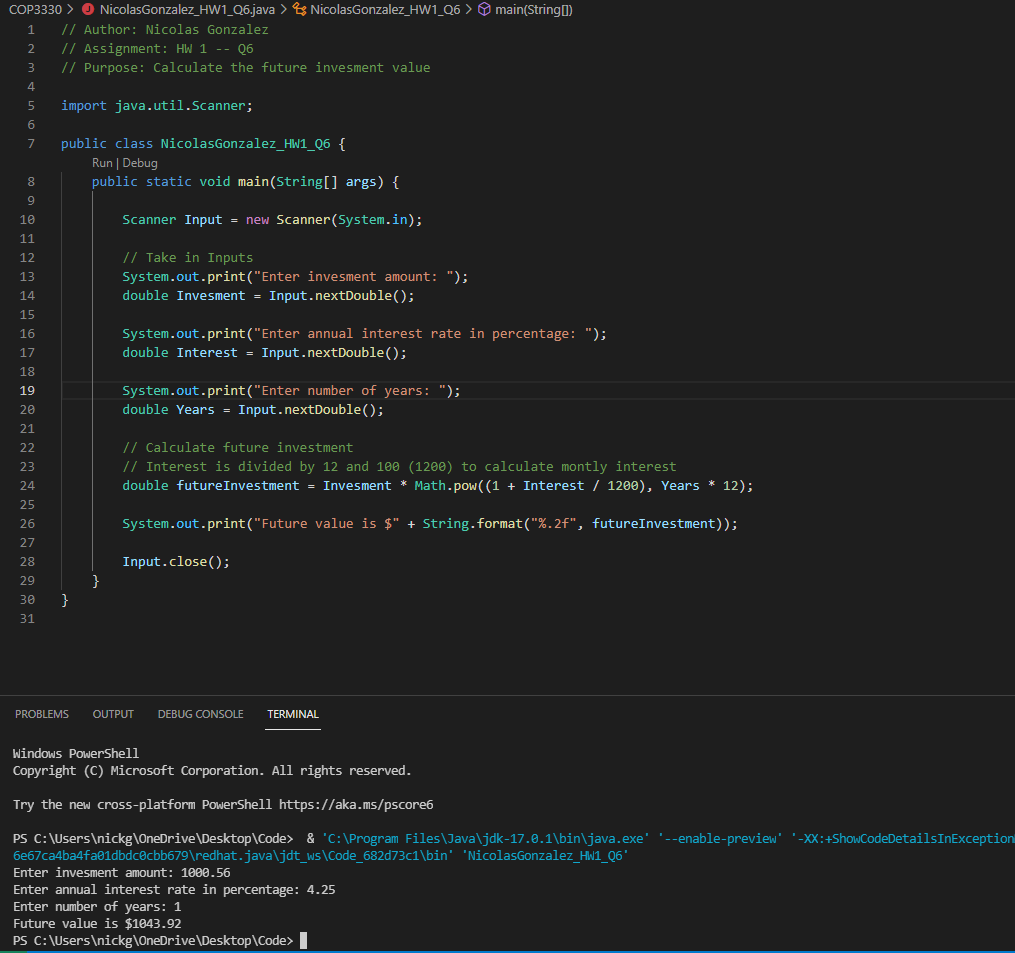 COP3330 > NicolasGonzalez_HW1_Q6.java > NicolasGonzalez_HW1_Q6 > main(String[])
1 // Author: Nicolas Gonzalez
2 // Assignment: HW 1 -- Q6
3 // Purpose: Calculate the future invesment value
4
5 import java.util.Scanner;
6
7 public class NicolasGonzalez_HW1_Q6 {
Run | Debug
8 public static void main(String[] args) {
9
10 Scanner Input = new Scanner(System.in);
11
12 // Take in Inputs
13 System.out.print("Enter invesment amount: ");
14 double Invesment = Input.nextDouble();
15
16 System.out.print("Enter annual interest rate in percentage: ");
17 double Interest = Input.nextDouble();
18
19 System.out.print("Enter number of years: ");
20 double Years = Input.nextDouble();
21
22 // Calculate future investment
23 // Interest is divided by 12 and 100 (1200) to calculate montly interest
24 double futureInvestment = Invesment * Math.pow((1 + Interest / 1200), Years * 12);
25
26 System.out.print("Future value is $" + String.format("%.2f", futureInvestment));
27
28 Input.close();
29 }
30 }
31
PROBLEMS OUTPUT DEBUG CONSOLE TERMINAL
Windows PowerShell
Copyright (C) Microsoft Corporation. All rights reserved.
Try the new cross-platform PowerShell https://aka.ms/pscore6
PS C:\Users\nickg\OneDrive\Desktop\Code> & 'C:\Program Files\Java\jdk-17.0.1\bin\java.exe' '--enable-preview' '-XX:+ShowCodeDetailsInException
6e67ca4ba4fa01dbdc0cbb679\redhat.java\jdt_ws\Code_682d73c1\bin' 'NicolasGonzalez_HW1_Q6'
Enter invesment amount: 1000.56
Enter annual interest rate in percentage: 4.25
Enter number of years: 1
Future value is $1043.92
PS C:\Users\nickg\OneDrive\Desktop\Code>